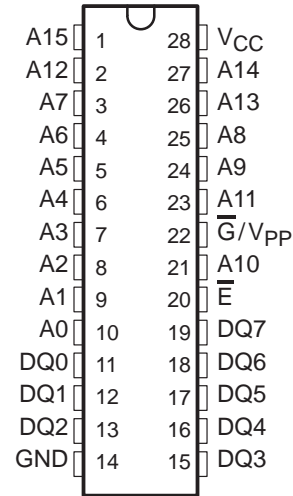 A15 1 28 V_CC
A12 2 27 A14
A7 3 26 A13
A6 4 25 A8
A5 5 24 A9
A4 6 23 A11
A3 7 22 G̅/V_PP
A2 8 21 A10
A1 9 20 E̅
A0 10 19 DQ7
DQ0 11 18 DQ6
DQ1 12 17 DQ5
DQ2 13 16 DQ4
GND 14 15 DQ3